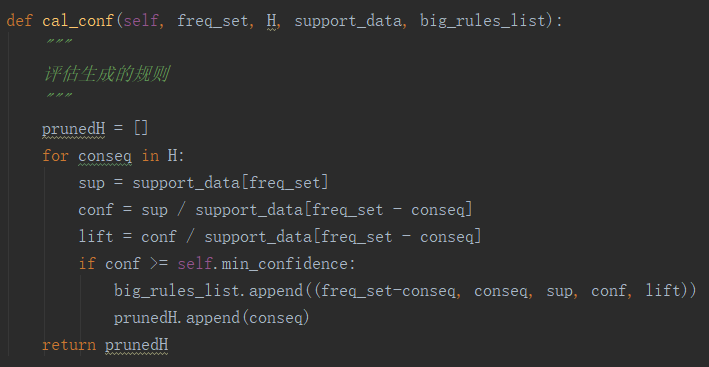 def cal_conf(self, freq_set, H, support_data, big_rules_list):
    """
    评估生成的规则
    """
    prunedH = []
    for conseq in H:
        sup = support_data[freq_set]
        conf = sup / support_data[freq_set - conseq]
        lift = conf / support_data[freq_set - conseq]
        if conf >= self.min_confidence:
            big_rules_list.append((freq_set-conseq, conseq, sup, conf, lift))
            prunedH.append(conseq)
    return prunedH